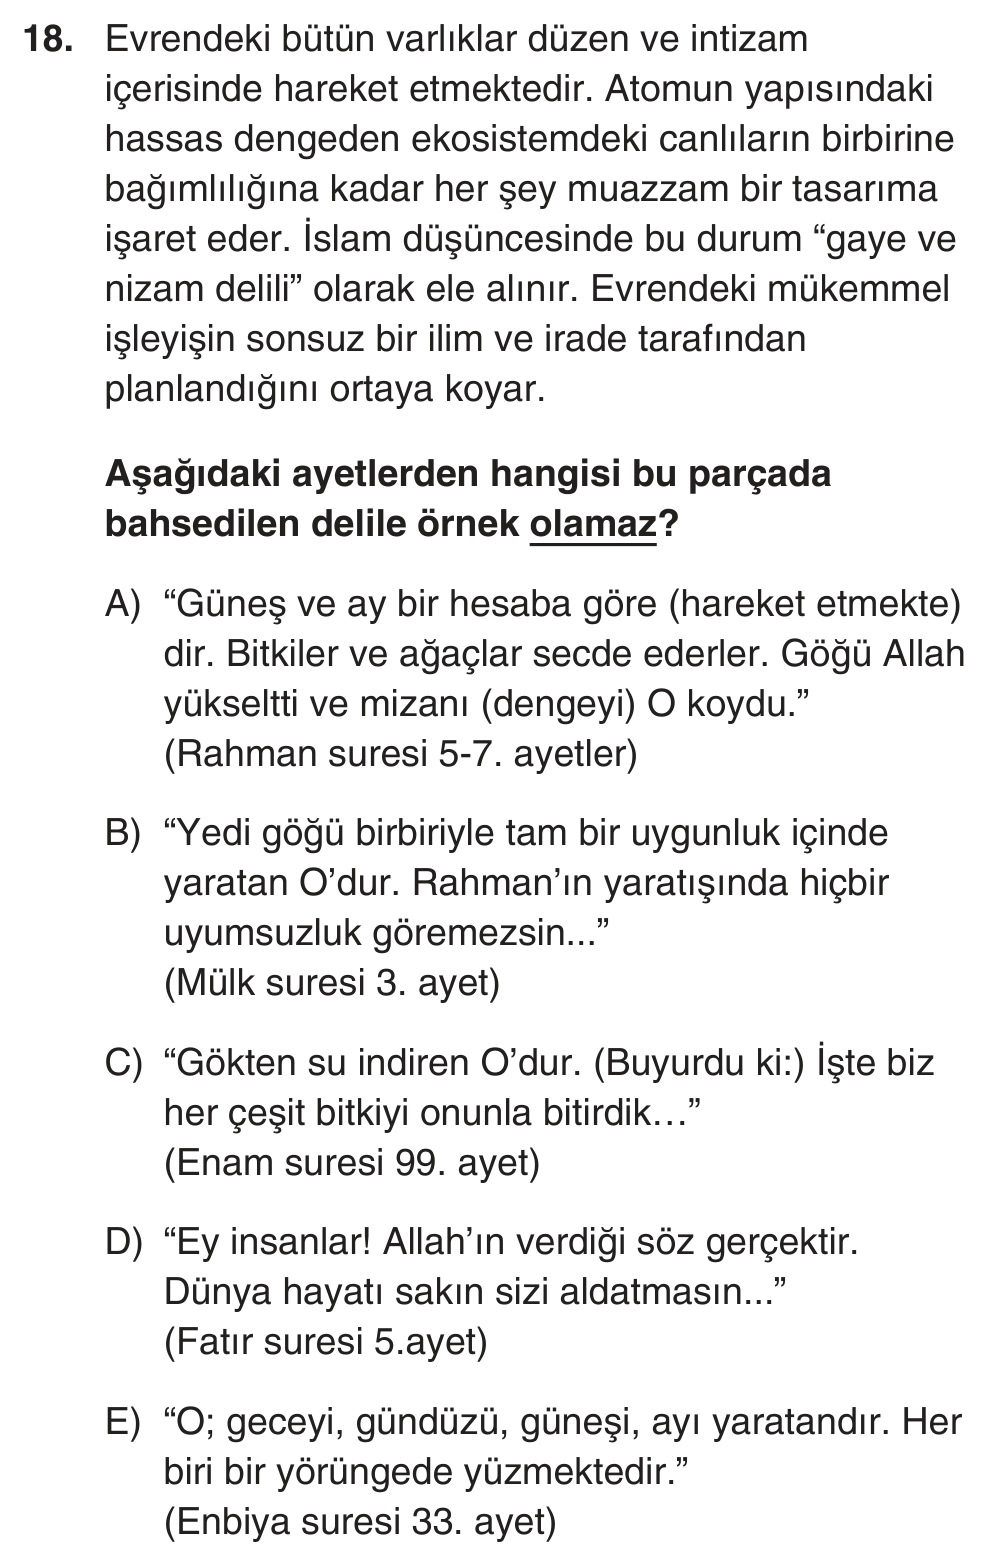 18. Evrendeki bütün varlıklar düzen ve intizam
içerisinde hareket etmektedir. Atomun yapısındaki
hassas dengeden ekosistemdeki canlıların birbirine
bağımlılığına kadar her şey muazzam bir tasarıma
işaret eder. İslam düşüncesinde bu durum “gaye ve
nizam delili” olarak ele alınır. Evrendeki mükemmel
işleyişin sonsuz bir ilim ve irade tarafından
planlandığını ortaya koyar.
Aşağıdaki ayetlerden hangisi bu parçada
bahsedilen delile örnek olamaz?
A) “Güneş ve ay bir hesaba göre (hareket etmekte)
dir. Bitkiler ve ağaçlar secde ederler. Göğü Allah
yükseltti ve mizanı (dengeyi) O koydu.”
(Rahman suresi 5-7. ayetler)
B) “Yedi göğü birbiriyle tam bir uygunluk içinde
yaratan O’dur. Rahman’ın yaratışında hiçbir
uyumsuzluk göremezsin...”
(Mülk suresi 3. ayet)
C) “Gökten su indiren O’dur. (Buyurdu ki:) İşte biz
her çeşit bitkiyi onunla bitirdik…”
(Enam suresi 99. ayet)
D) “Ey insanlar! Allah’ın verdiği söz gerçektir.
Dünya hayatı sakın sizi aldatmasın...”
(Fatır suresi 5.ayet)
E) “O; geceyi, gündüzü, güneşi, ayı yaratandır. Her
biri bir yörüngede yüzmektedir.”
(Enbiya suresi 33. ayet)